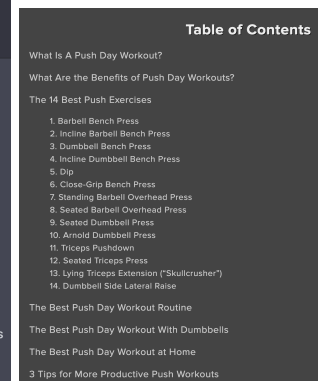 Table of Contents
What Is A Push Day Workout?
What Are the Benefits of Push Day Workouts?
The 14 Best Push Exercises
1. Barbell Bench Press
2. Incline Barbell Bench Press
3. Dumbbell Bench Press
4. Incline Dumbbell Bench Press
5. Dip
6. Close-Grip Bench Press
7. Standing Barbell Overhead Press
8. Seated Barbell Overhead Press
9. Seated Dumbbell Press
10. Arnold Dumbbell Press
11. Triceps Pushdown
12. Seated Triceps Press
13. Lying Triceps Extension ("Skullcrusher")
14. Dumbbell Side Lateral Raise
The Best Push Day Workout Routine
The Best Push Day Workout With Dumbbells
The Best Push Day Workout at Home
3 Tips for More Productive Push Workouts